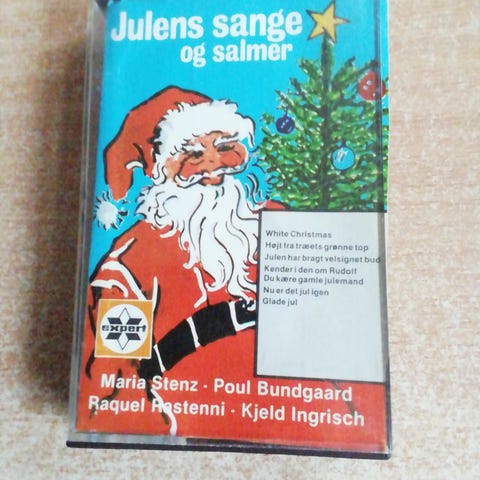 Julens sange
og salmer
White Christmas
Højt fra træets grønne top
Julen har bragt velsignet bud
Kender i den om Rudolf
Du kære gamle julemand
Nu er det jul igen
Glade jul
expert
Maria Stenz · Poul Bundgaard
Raquel Rastenni · Kjeld Ingrisch